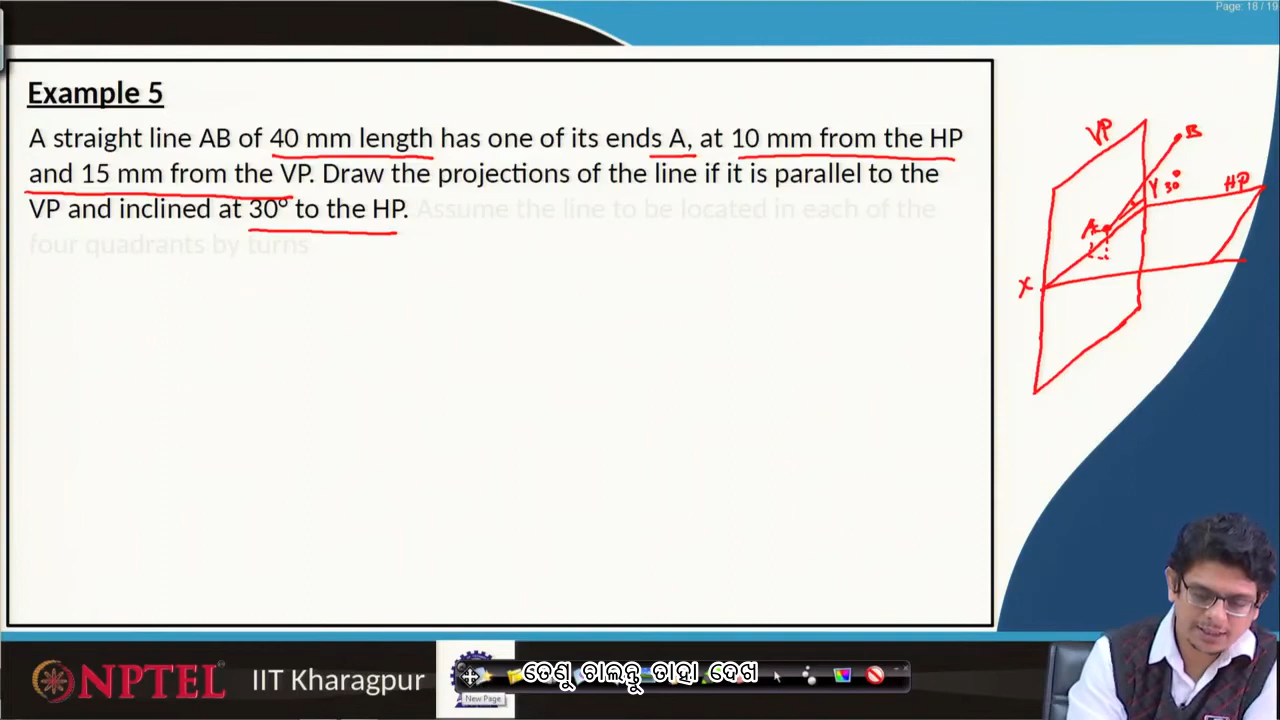 Page: 18 / 19
Example 5
A straight line AB of 40 mm length has one of its ends A, at 10 mm from the HP
and 15 mm from the VP. Draw the projections of the line if it is parallel to the
VP and inclined at 30° to the HP. Assume the line to be located in each of the
four quadrants by turns
VP
B
Y 30°
HP
A
X
NPTEL
IIT Kharagpur
ତେଣୁ ଚାଲନ୍ତୁ ତାହା ଦେଖ
New Page